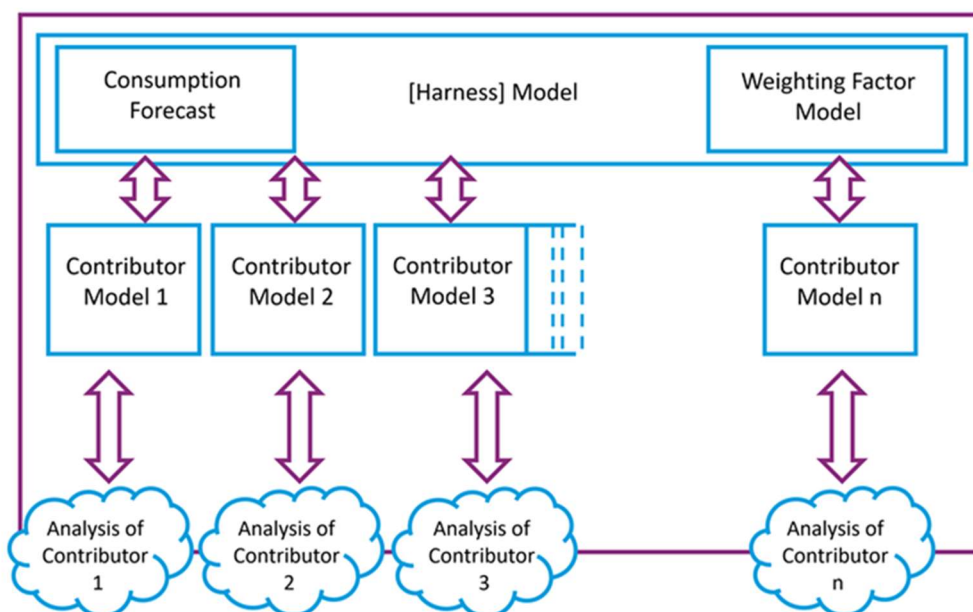 Consumption
Forecast
[Harness] Model
Weighting Factor
Model
Contributor
Model 1
Contributor
Model 2
Contributor
Model 3
Contributor
Model n
Analysis of
Contributor
1
Analysis of
Contributor
2
Analysis of
Contributor
3
Analysis of
Contributor
n